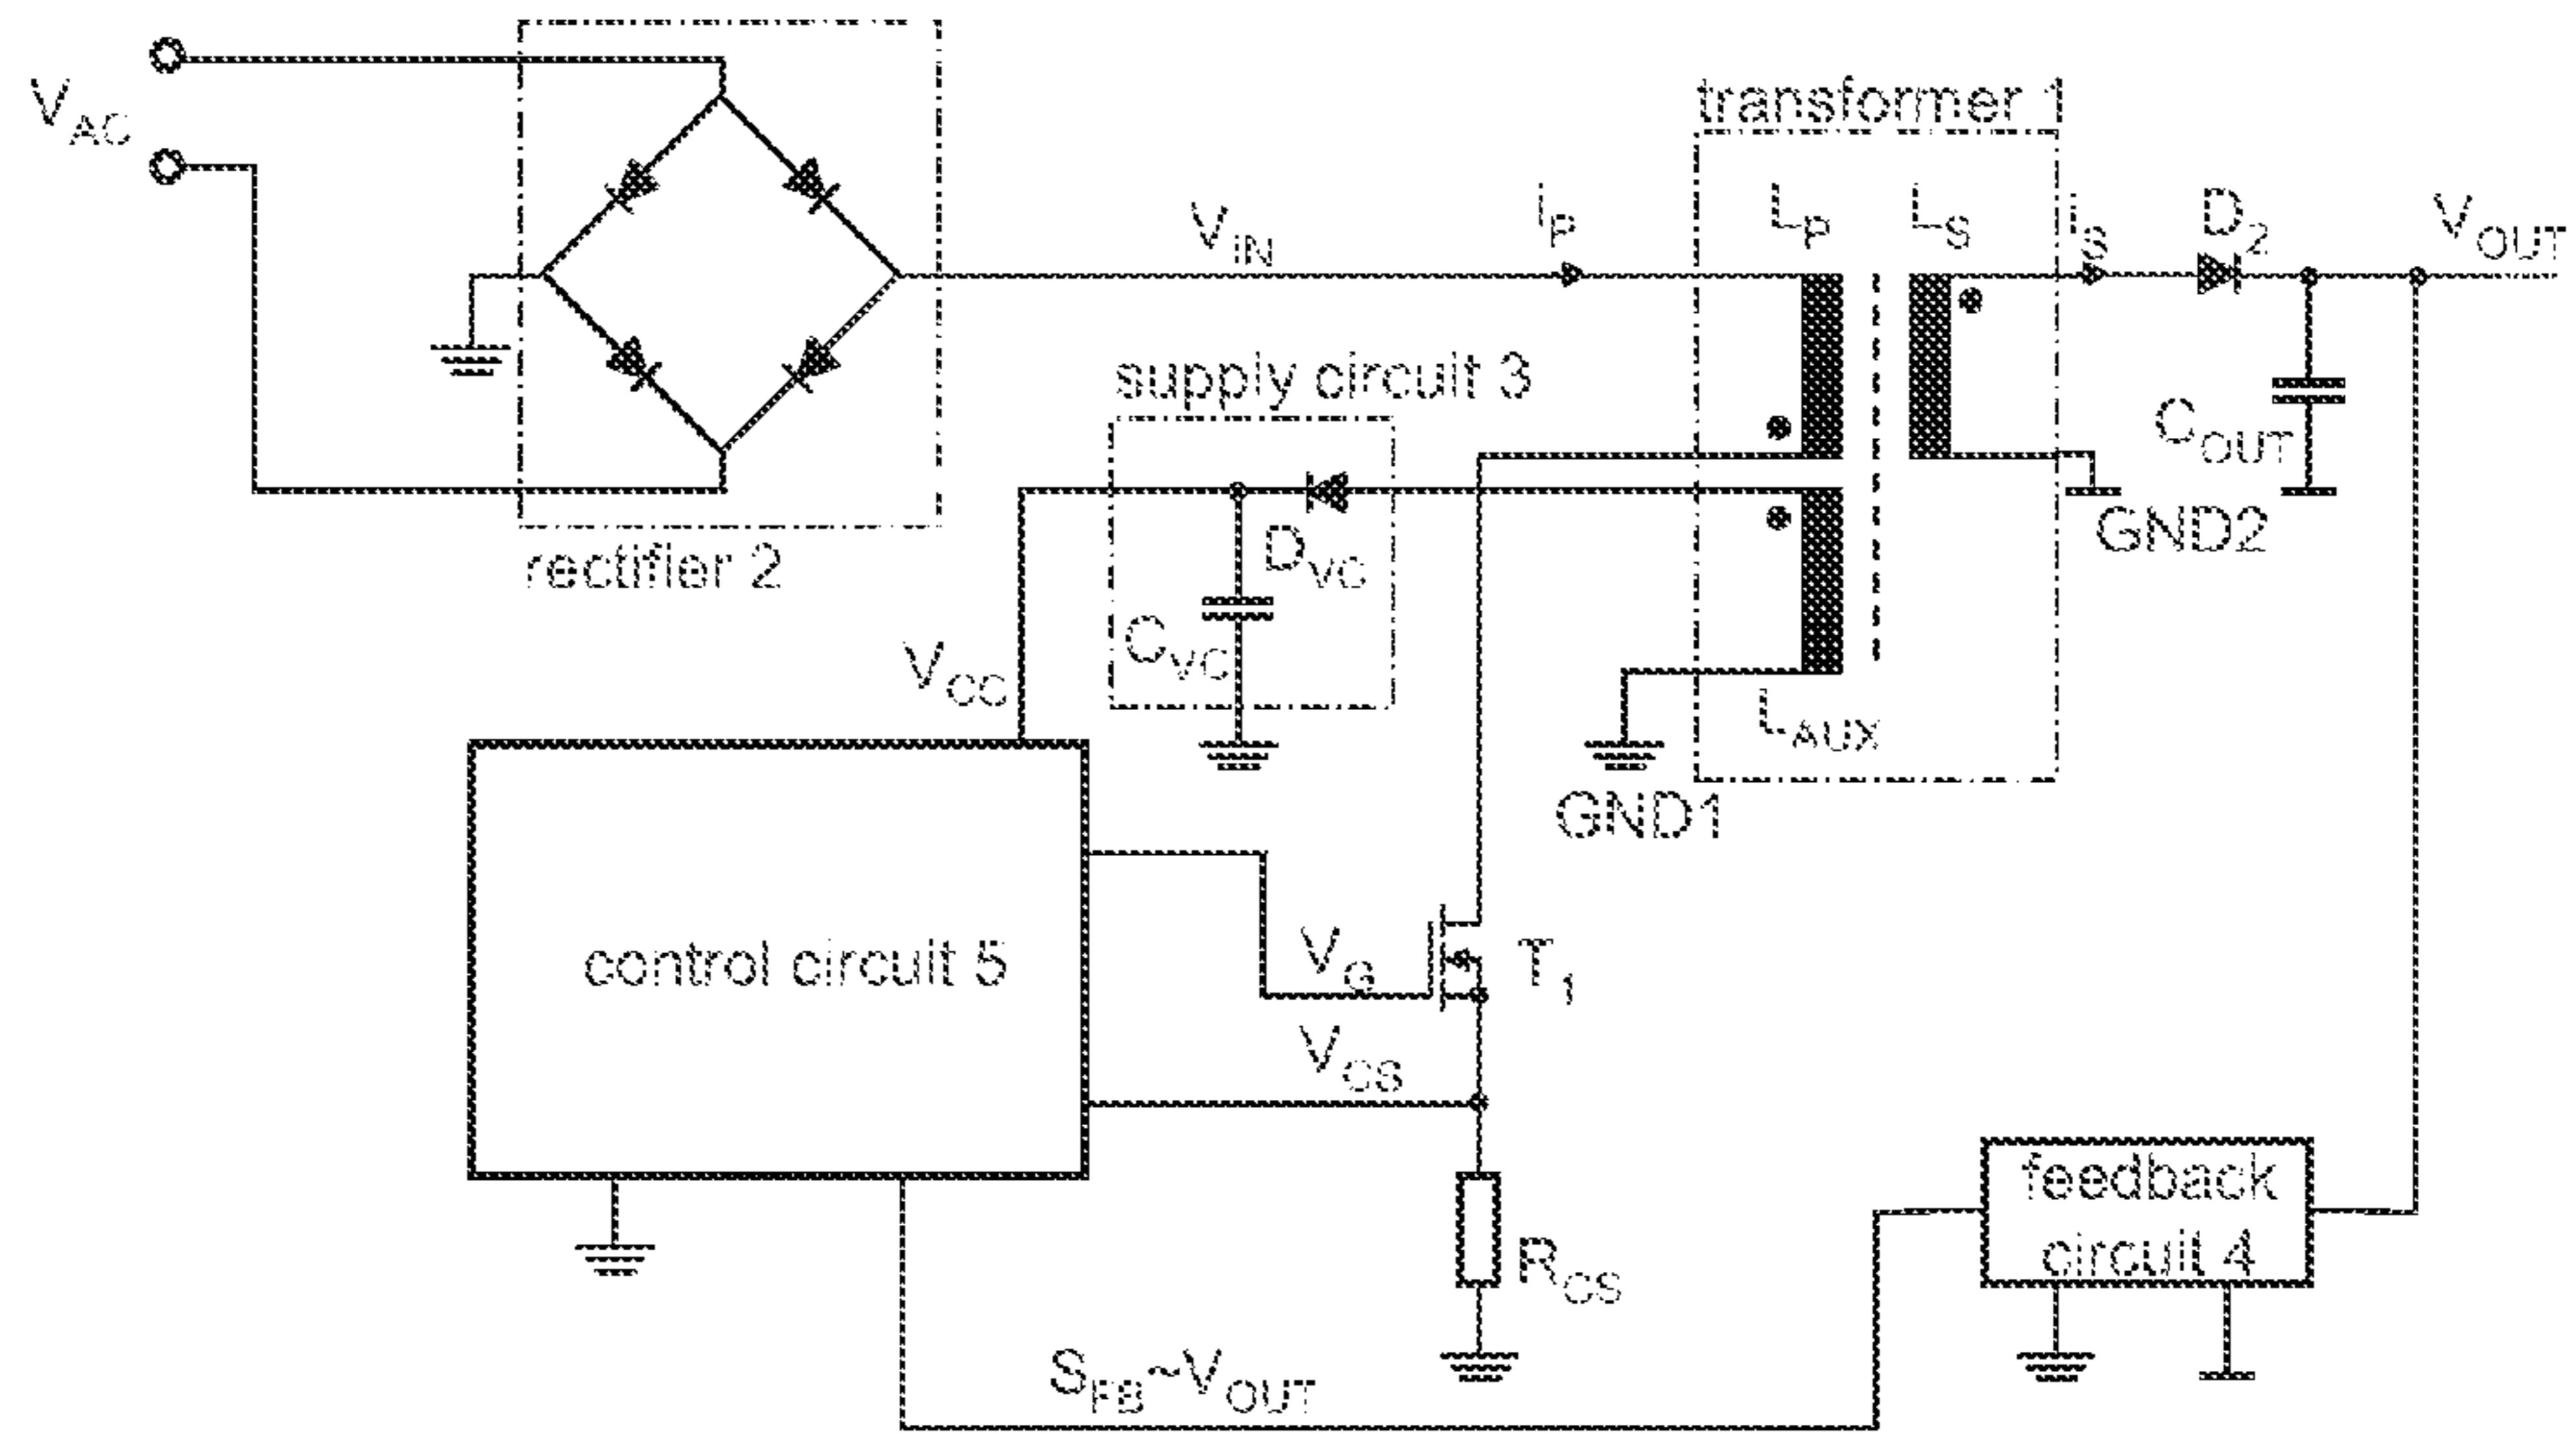 V_AC
transformer 1
V_IN
i_P
L_P
L_S
i_S
D_2
V_OUT
supply circuit 3
C_OUT
rectifier 2
D_VC
GND2
C_VC
V_CC
L_AUX
GND1
control circuit 5
V_G
T_1
V_CS
feedback
circuit 4
R_CS
S_FB~V_OUT